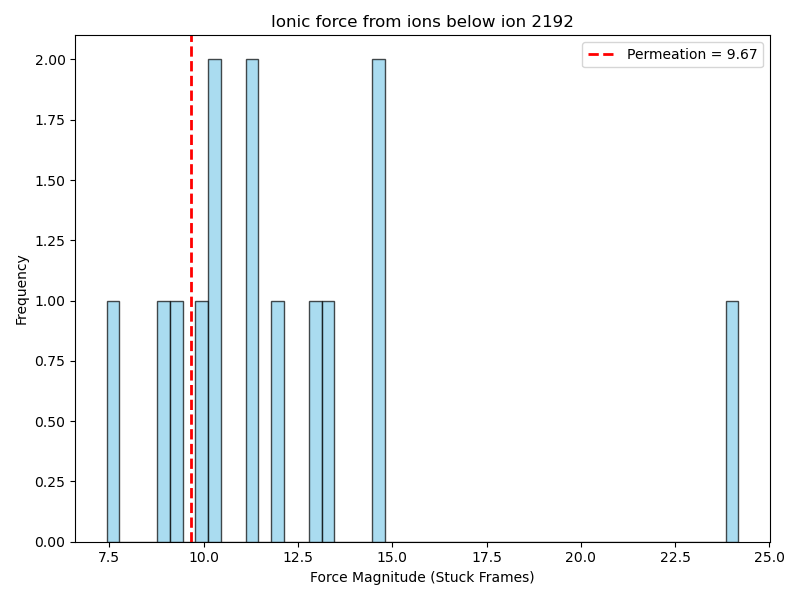 Ionic force from ions below ion 2192
Permeation = 9.67
Frequency
2.00
1.75
1.50
1.25
1.00
0.75
0.50
0.25
0.00
7.5 10.0 12.5 15.0 17.5 20.0 22.5 25.0
Force Magnitude (Stuck Frames)